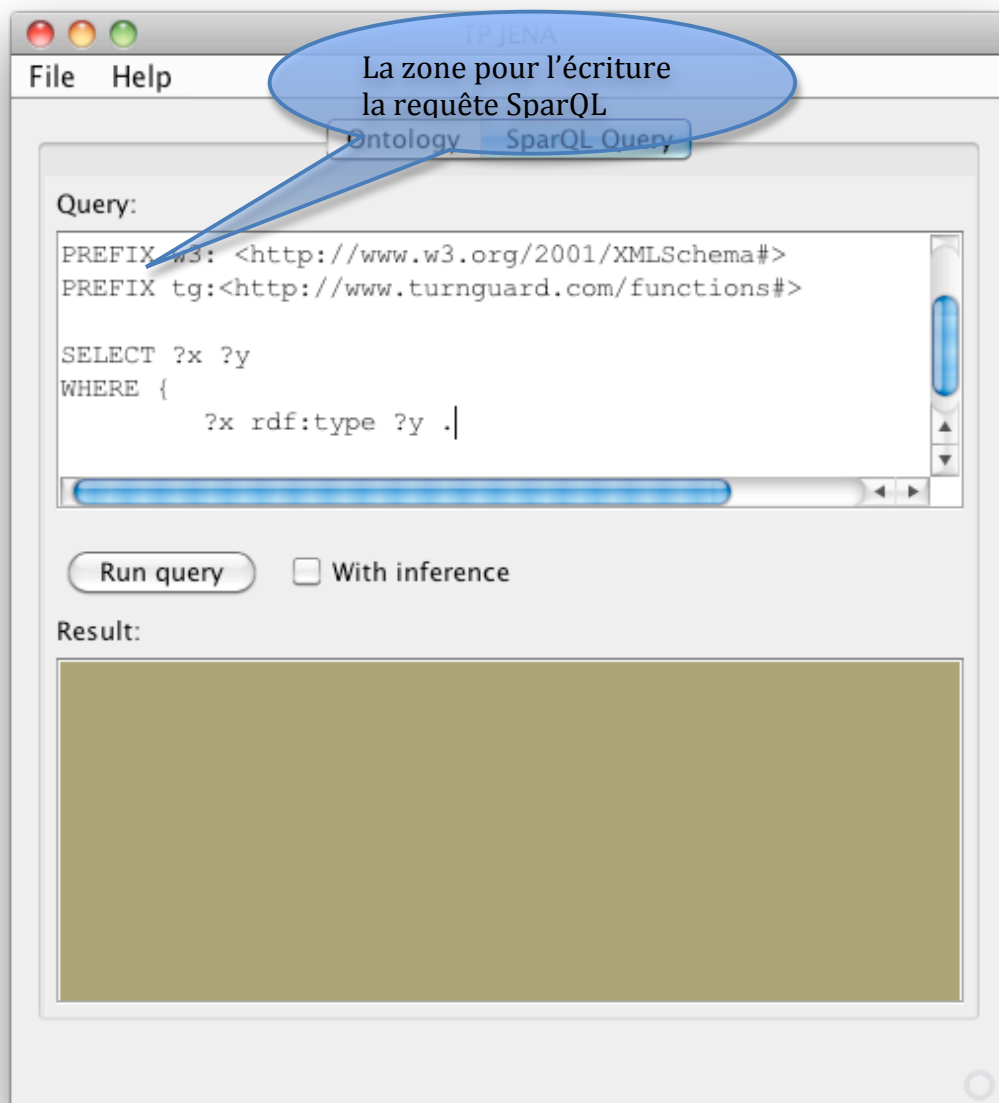 TP JENA
File Help
La zone pour l'écriture
la requête SparQL
Ontology SparQL Query
Query:
PREFIX w3: <http://www.w3.org/2001/XMLSchema#>
PREFIX tg:<http://www.turnguard.com/functions#>
SELECT ?x ?y
WHERE {
?x rdf:type ?y .
Run query With inference
Result: